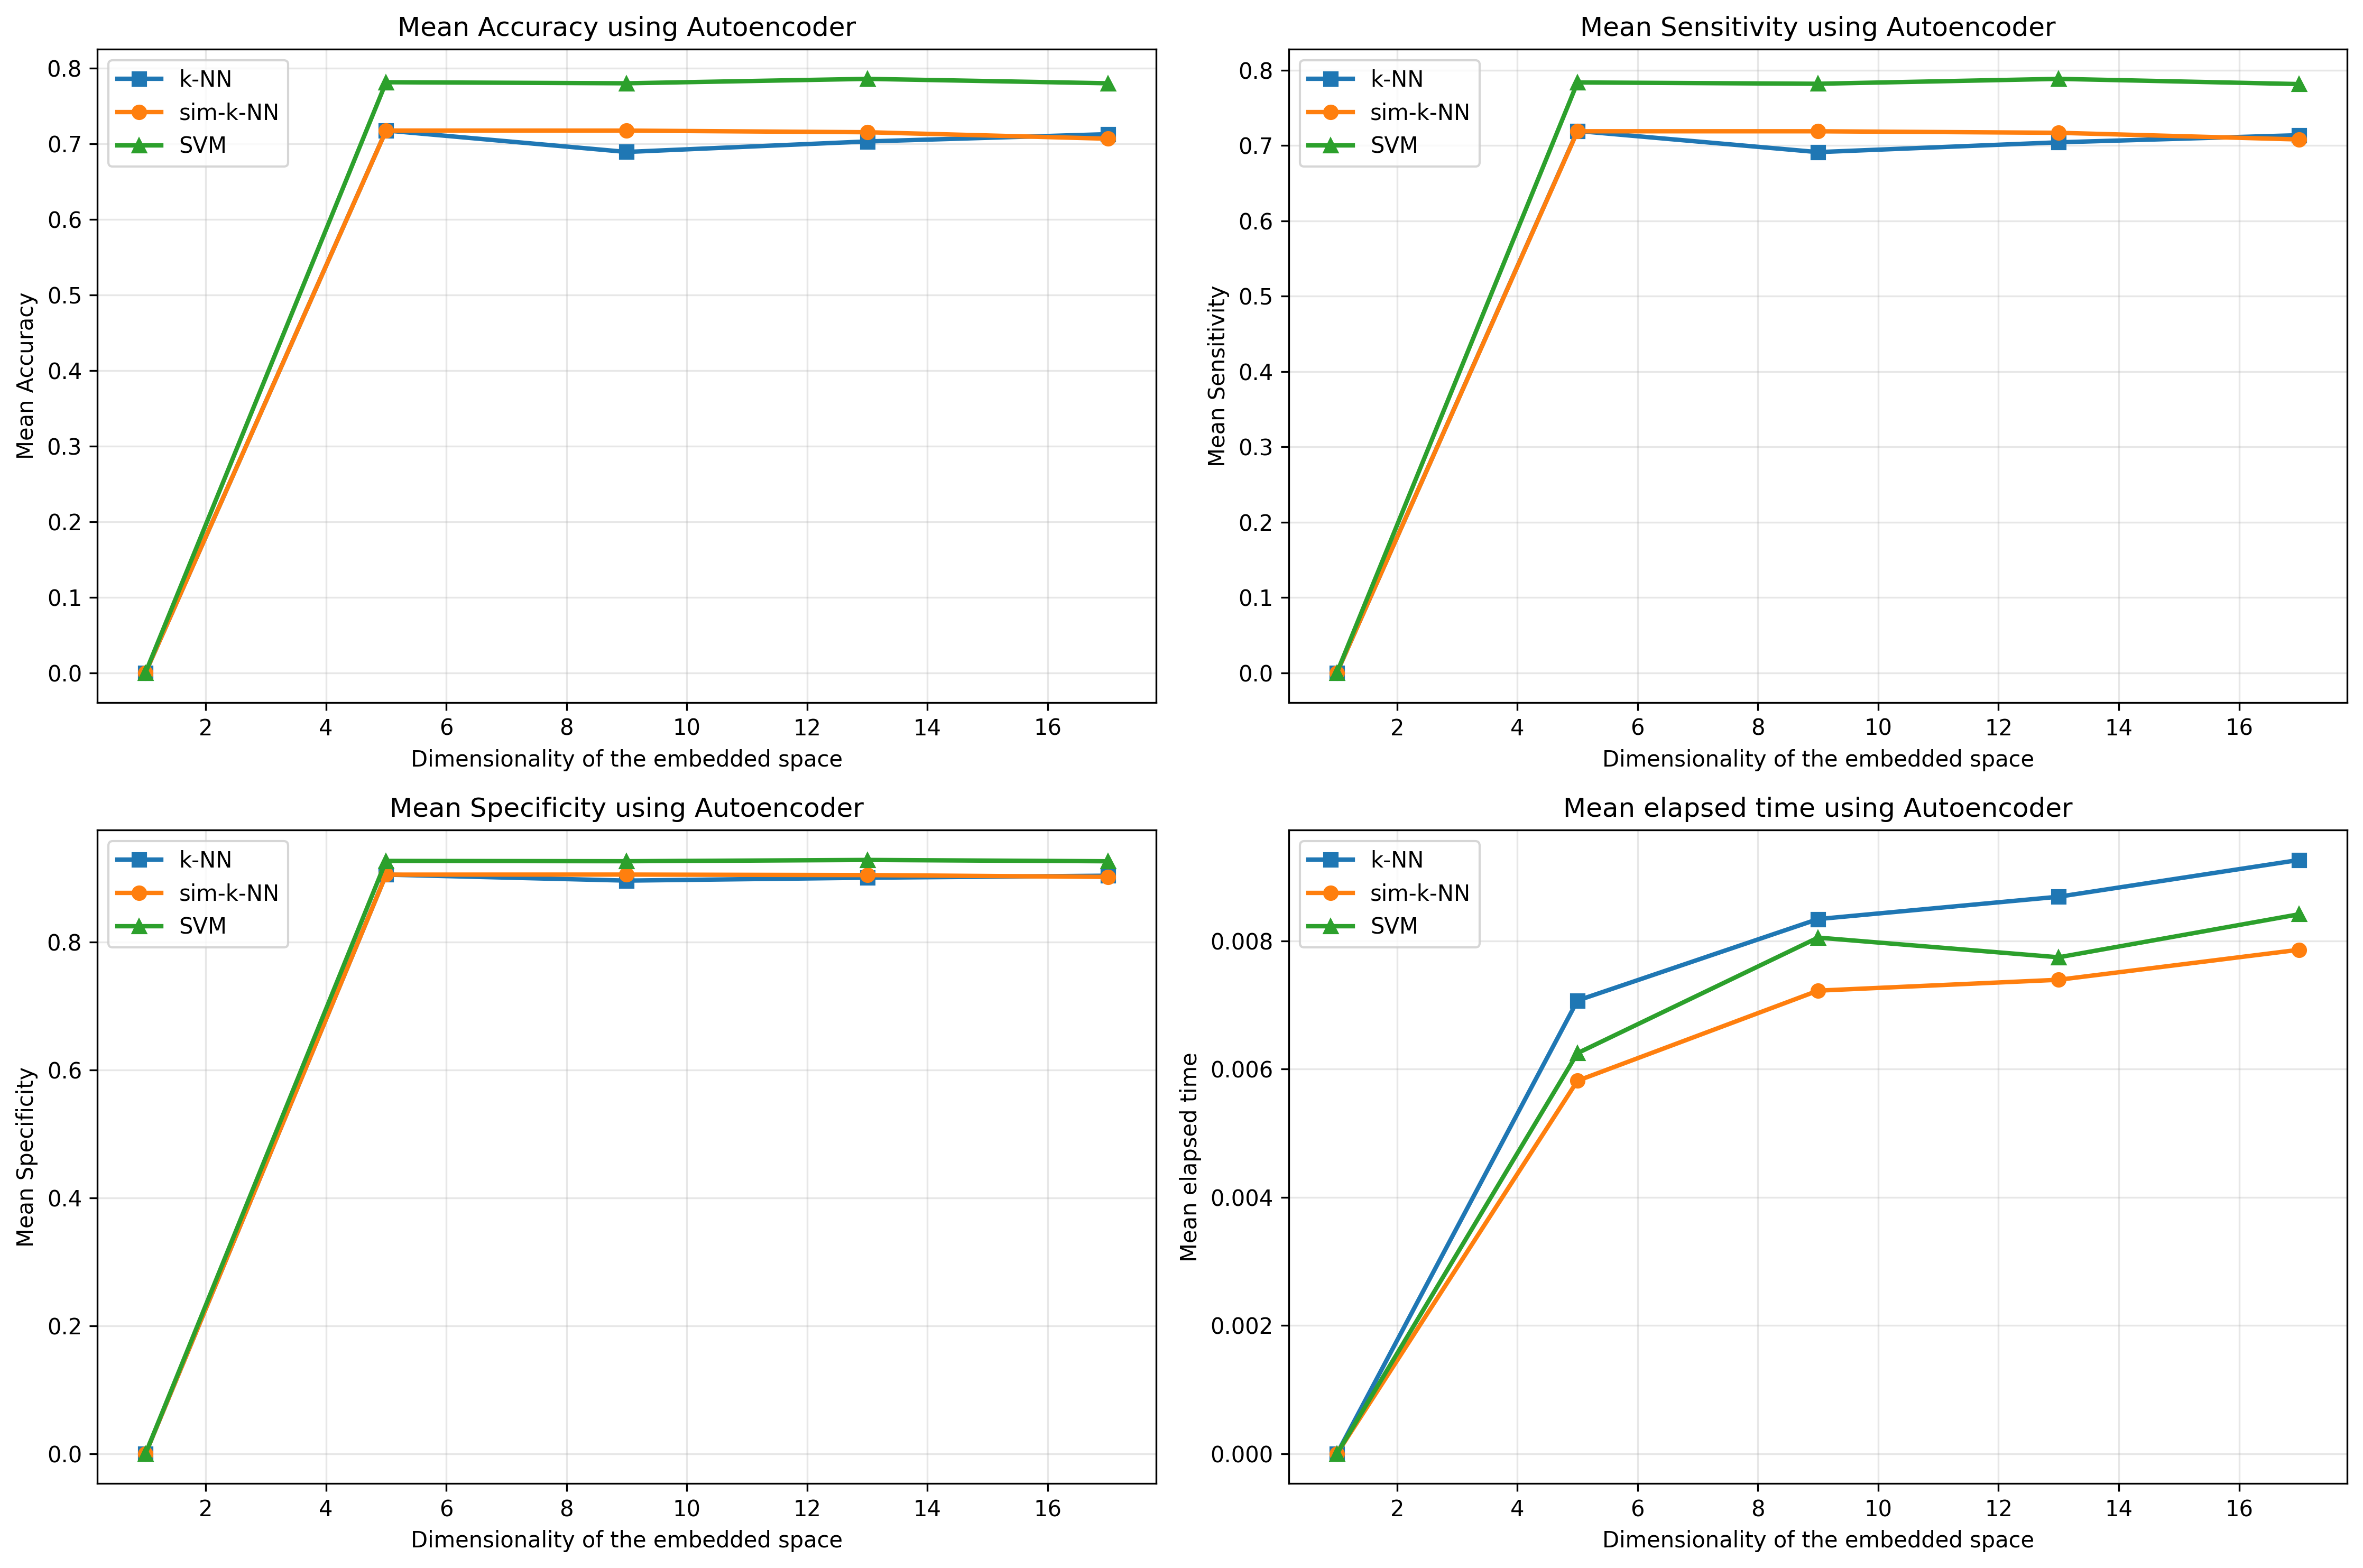 Mean Accuracy using Autoencoder
k-NN
sim-k-NN
SVM
0.8
0.7
0.6
0.5
0.4
0.3
0.2
0.1
0.0
Mean Accuracy
2 4 6 8 10 12 14 16
Dimensionality of the embedded space
Mean Sensitivity using Autoencoder
k-NN
sim-k-NN
SVM
0.8
0.7
0.6
0.5
0.4
0.3
0.2
0.1
0.0
Mean Sensitivity
2 4 6 8 10 12 14 16
Dimensionality of the embedded space
Mean Specificity using Autoencoder
k-NN
sim-k-NN
SVM
0.8
0.6
0.4
0.2
0.0
Mean Specificity
2 4 6 8 10 12 14 16
Dimensionality of the embedded space
Mean elapsed time using Autoencoder
k-NN
sim-k-NN
SVM
0.008
0.006
0.004
0.002
0.000
Mean elapsed time
2 4 6 8 10 12 14 16
Dimensionality of the embedded space